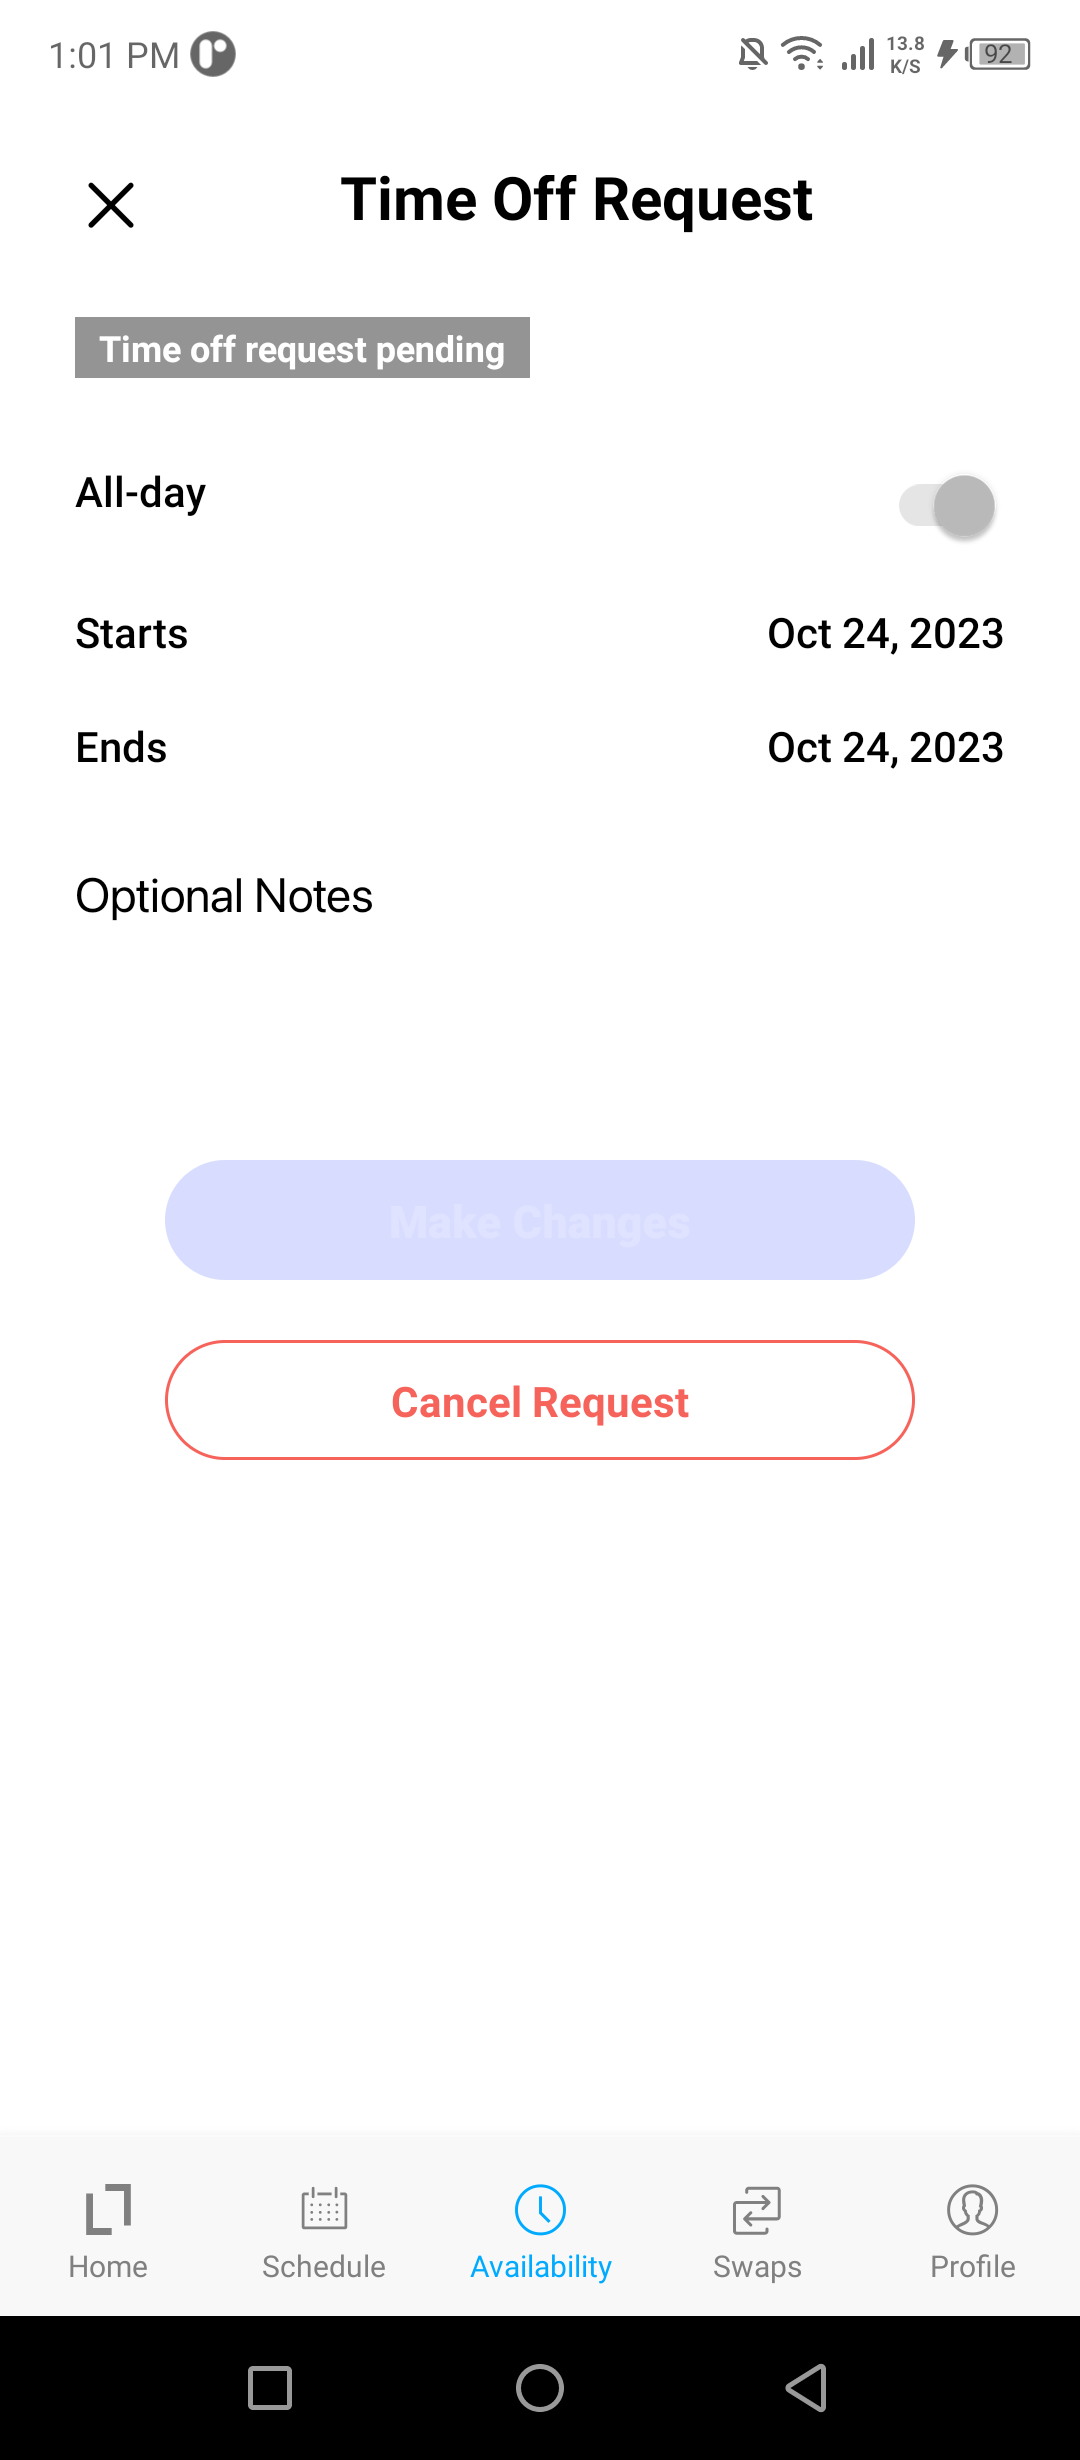 1:01 PM
13.8
K/S
92
Time Off Request
Time off request pending
All-day
Starts
Oct 24, 2023
Ends
Oct 24, 2023
Optional Notes
Make Changes
Cancel Request
Home
Schedule
Availability
Swaps
Profile